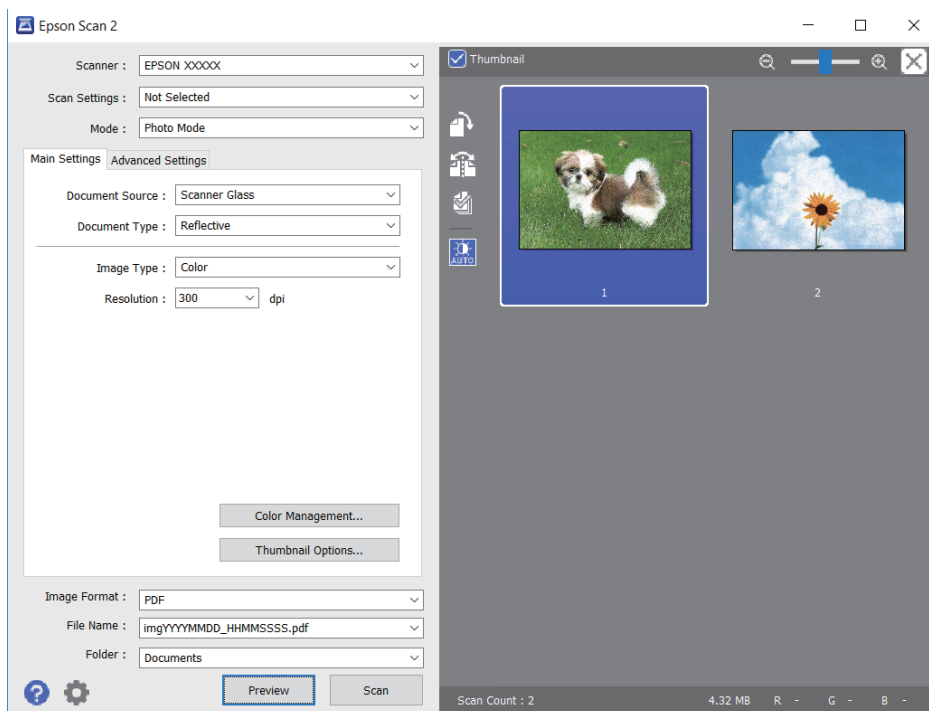 Epson Scan 2
Scanner : EPSON XXXXX
Scan Settings : Not Selected
Mode : Photo Mode
Main Settings Advanced Settings
Document Source : Scanner Glass
Document Type : Reflective
Image Type : Color
Resolution : 300 dpi
Color Management...
Thumbnail Options...
Image Format : PDF
File Name : imgYYYYMMDD_HHMMSSSS.pdf
Folder : Documents
? Preview Scan
Thumbnail
AUTO
1 2
Scan Count : 2 4.32 MB R - G - B -